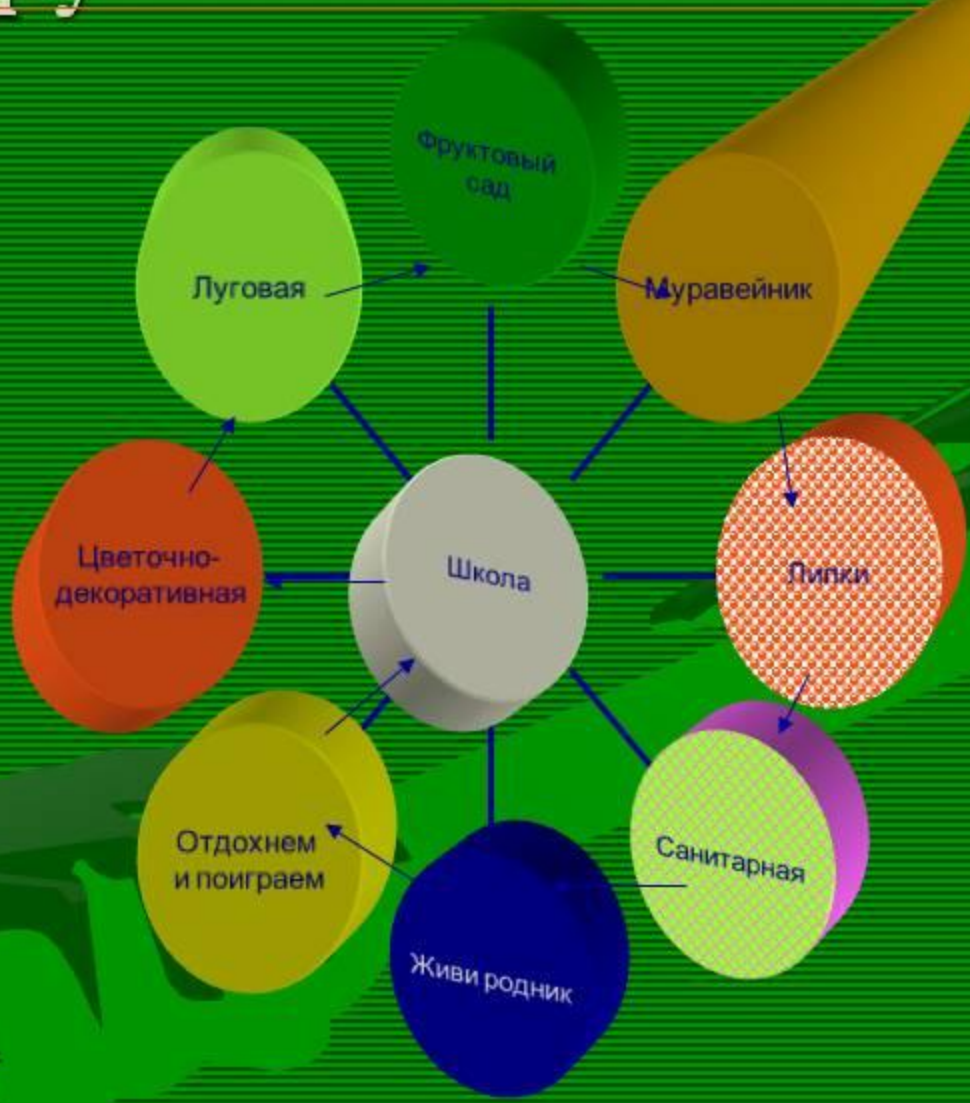 Фруктовый
сад
Луговая
Муравейник
Цветочно-
декоративная
Школа
Липки
Отдохнем
и поиграем
Санитарная
Живи родник